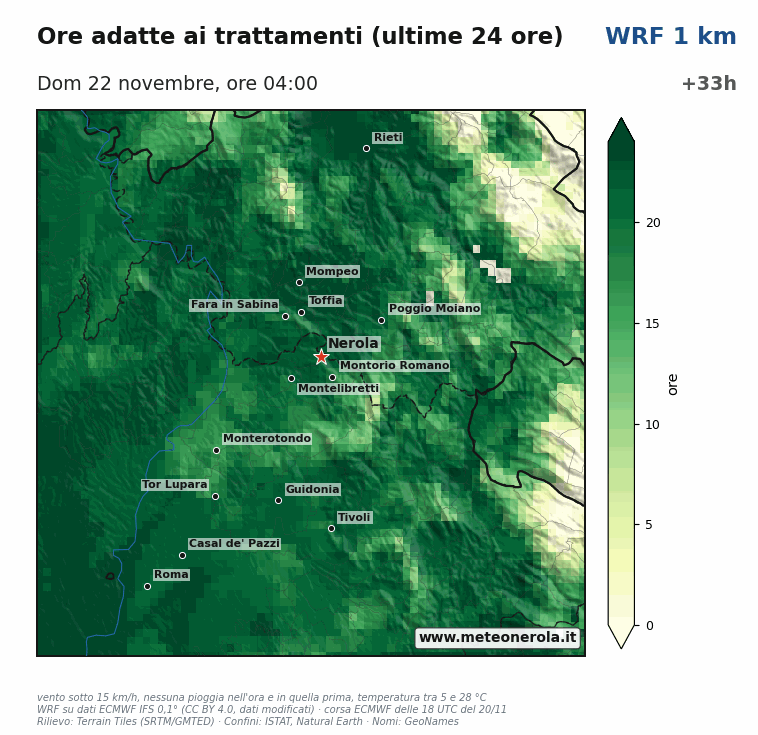 Ore adatte ai trattamenti (ultime 24 ore)
WRF 1 km
Dom 22 novembre, ore 04:00
+33h
Rieti
Mompeo
Fara in Sabina
Toffia
Poggio Moiano
Nerola
Montorio Romano
Montelibretti
Monterotondo
Tor Lupara
Guidonia
Tivoli
Casal de' Pazzi
Roma
www.meteonerola.it
20
15
10
5
0
ore
vento sotto 15 km/h, nessuna pioggia nell'ora e in quella prima, temperatura tra 5 e 28 °C
WRF su dati ECMWF IFS 0,1° (CC BY 4.0, dati modificati) · corsa ECMWF delle 18 UTC del 20/11
Rilievo: Terrain Tiles (SRTM/GMTED) · Confini: ISTAT, Natural Earth · Nomi: GeoNames